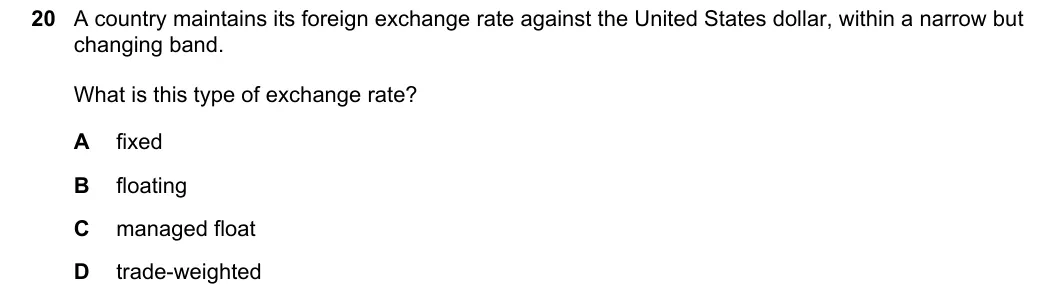 20 A country maintains its foreign exchange rate against the United States dollar, within a narrow but
changing band.
What is this type of exchange rate?
A fixed
B floating
C managed float
D trade-weighted